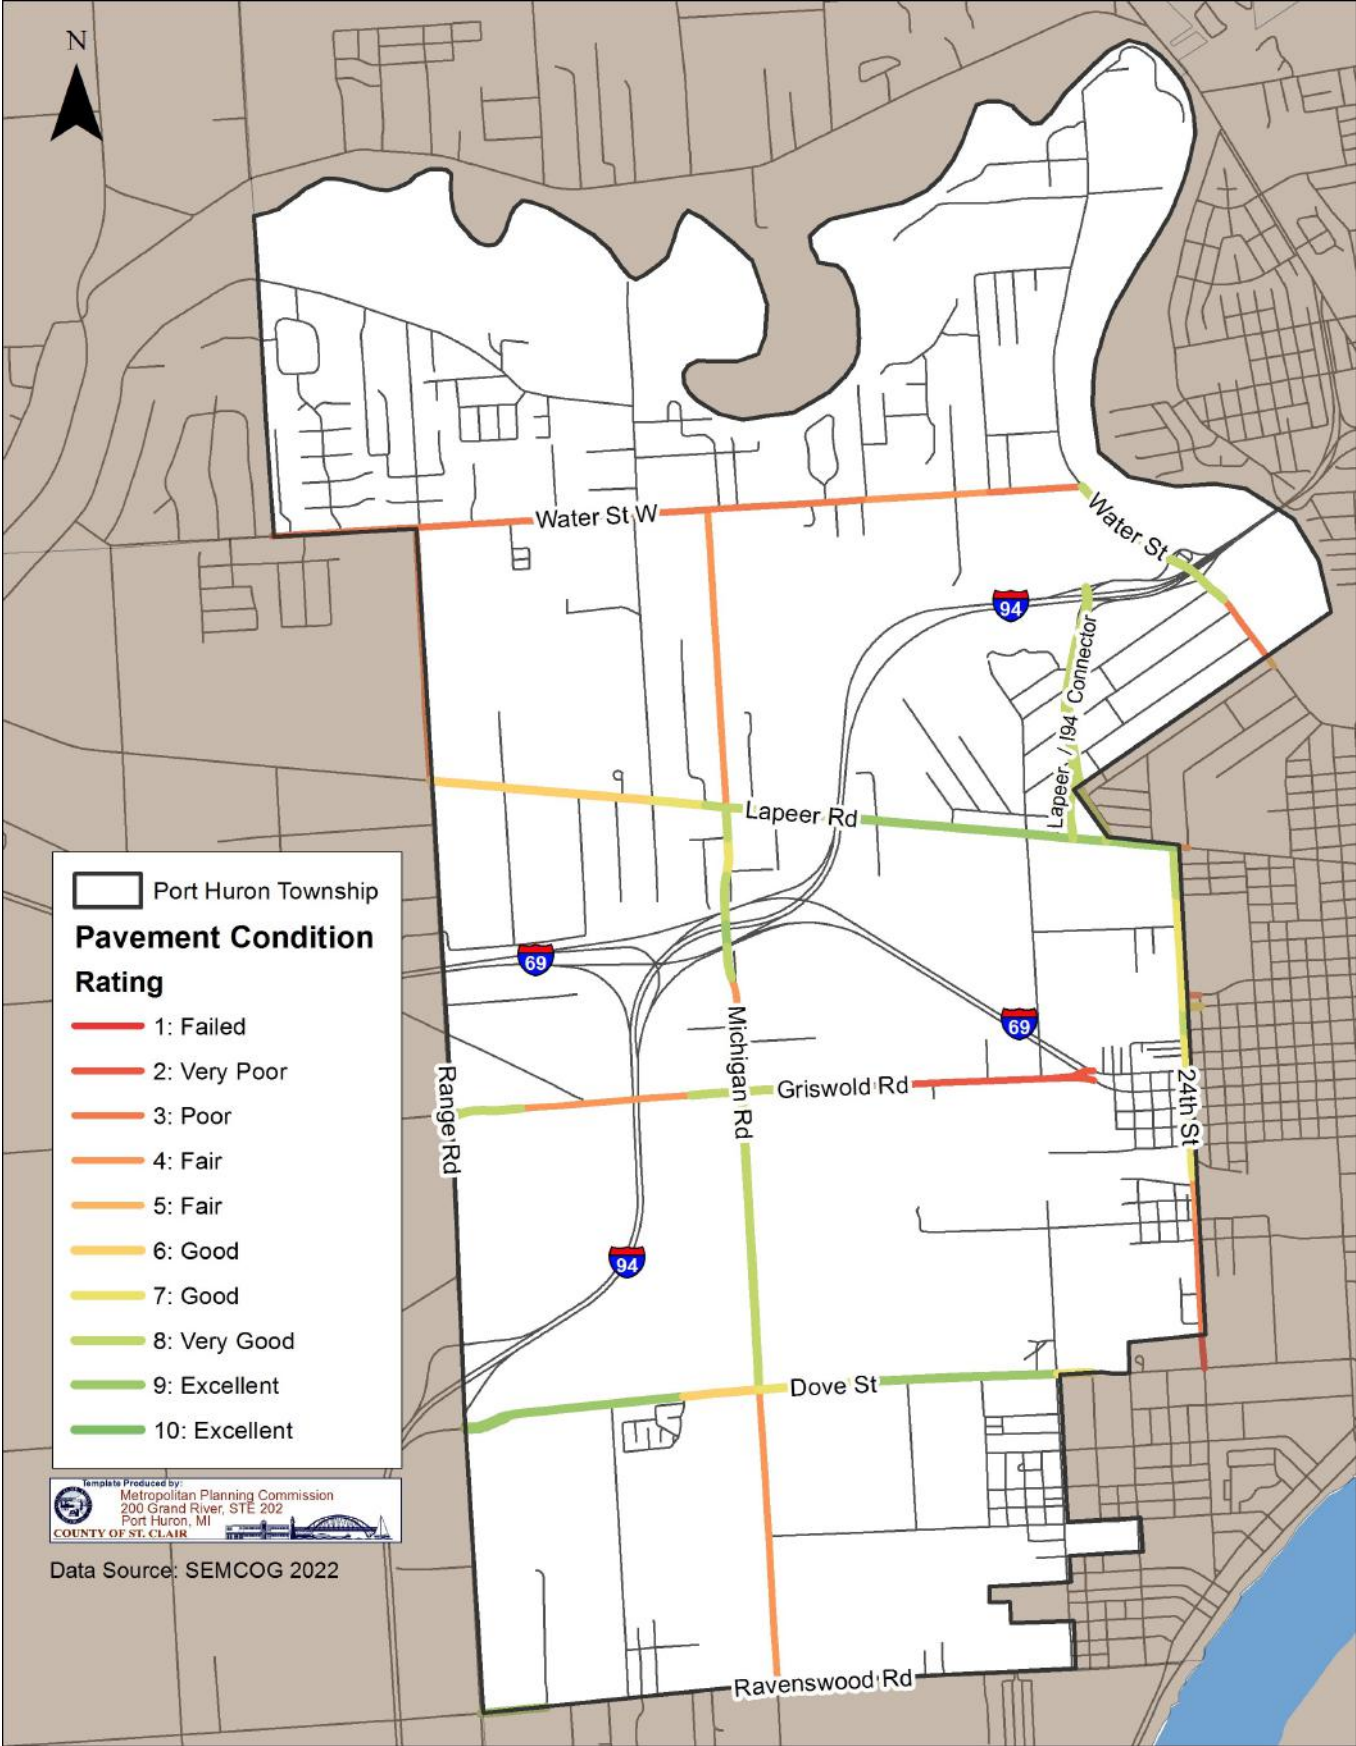 N
Water St W
Water St
94
Lapeer / I94 Connector
Lapeer Rd
69
69
Michigan Rd
Griswold Rd
Range Rd
24th St
94
Dove St
Ravenswood Rd
Port Huron Township
Pavement Condition
Rating
1: Failed
2: Very Poor
3: Poor
4: Fair
5: Fair
6: Good
7: Good
8: Very Good
9: Excellent
10: Excellent
Template Produced by:
Metropolitan Planning Commission
200 Grand River, STE 202
Port Huron, MI
COUNTY OF ST. CLAIR
Data Source: SEMCOG 2022